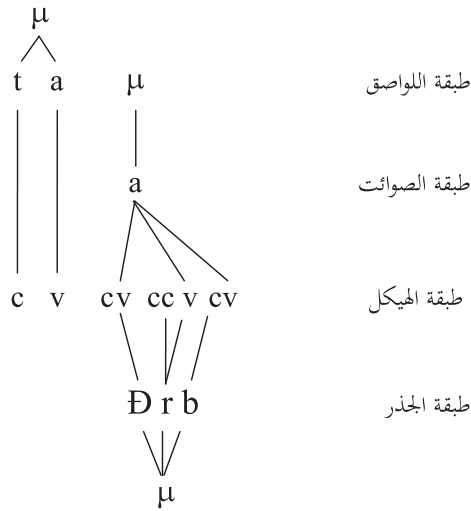 μ
t a μ طبقة اللواصق
a طبقة الصوائت
c v cv cc v cv طبقة الهيكل
Ð r b طبقة الجذر
μ